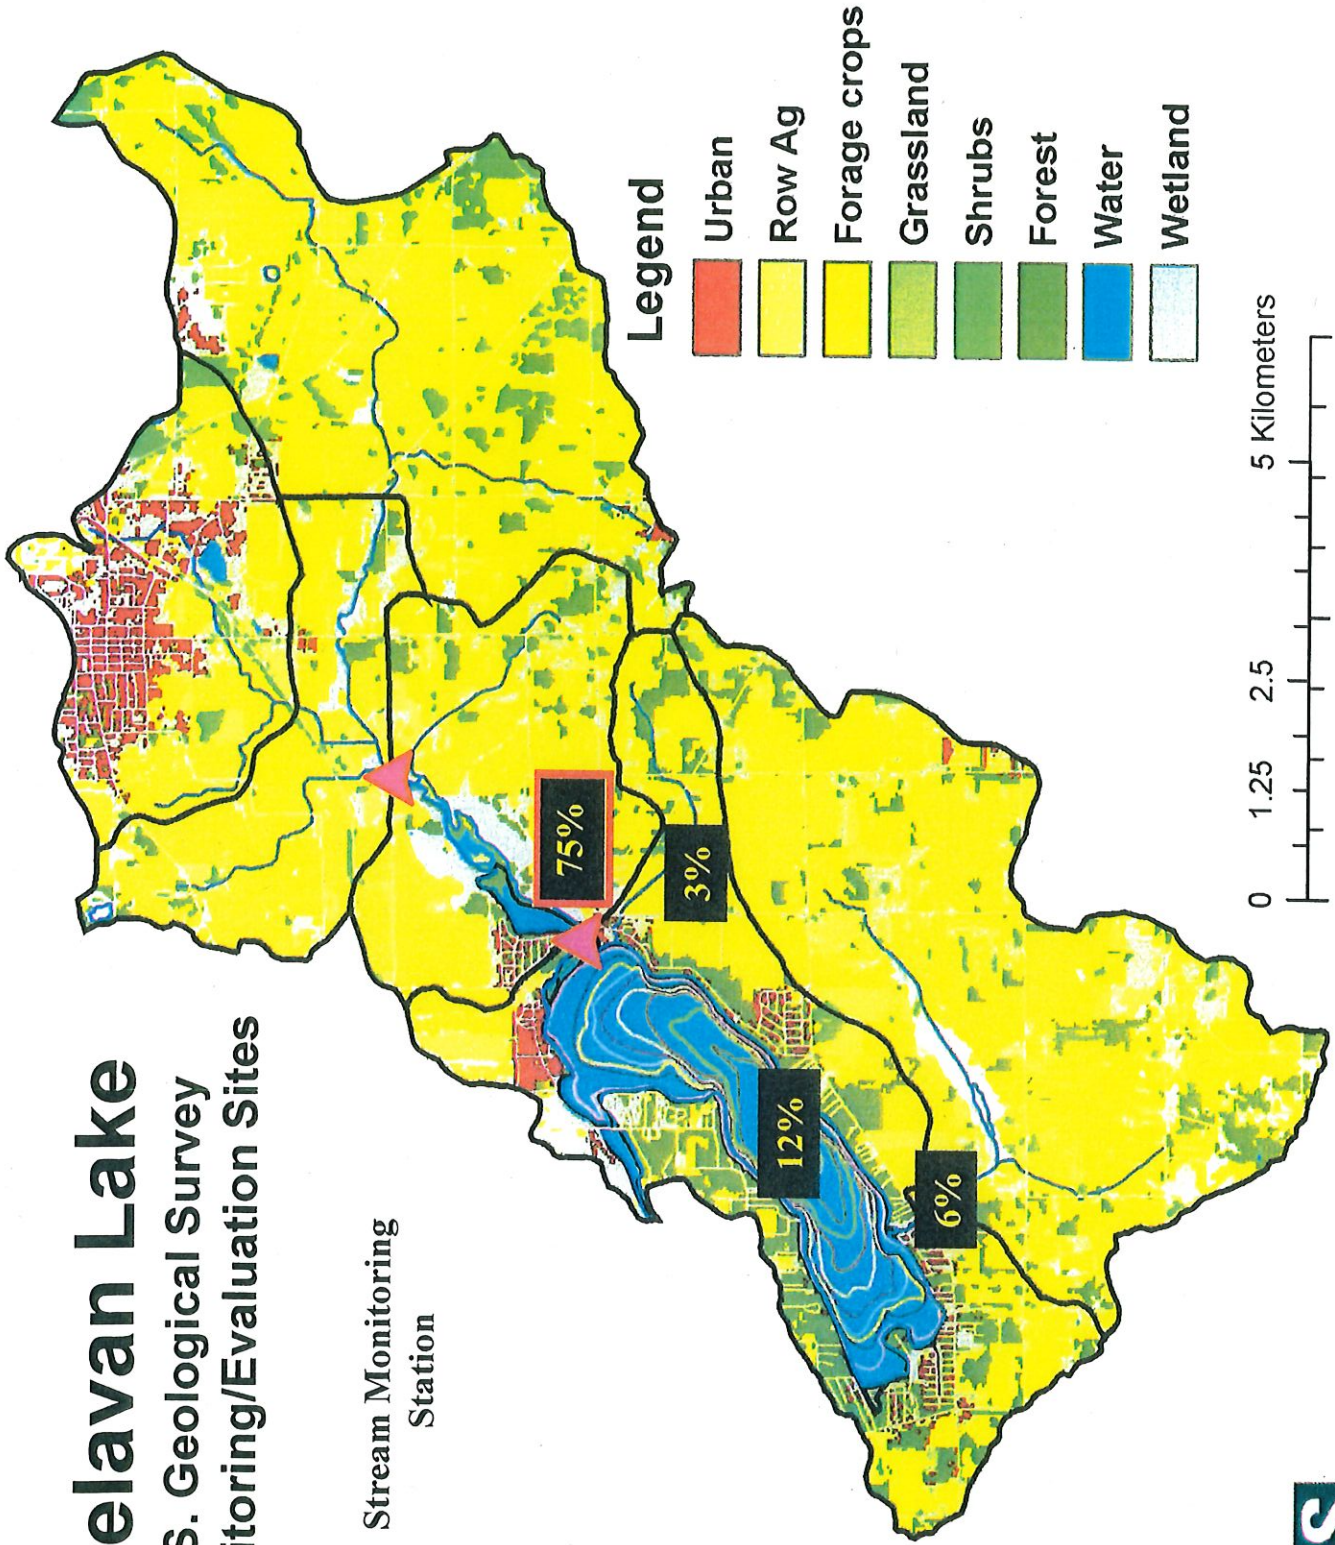 elavan Lake
S. Geological Survey
itoring/Evaluation Sites
Stream Monitoring
Station
75%
3%
12%
6%
Legend
Urban
Row Ag
Forage crops
Grassland
Shrubs
Forest
Water
Wetland
0 1.25 2.5 5 Kilometers
S